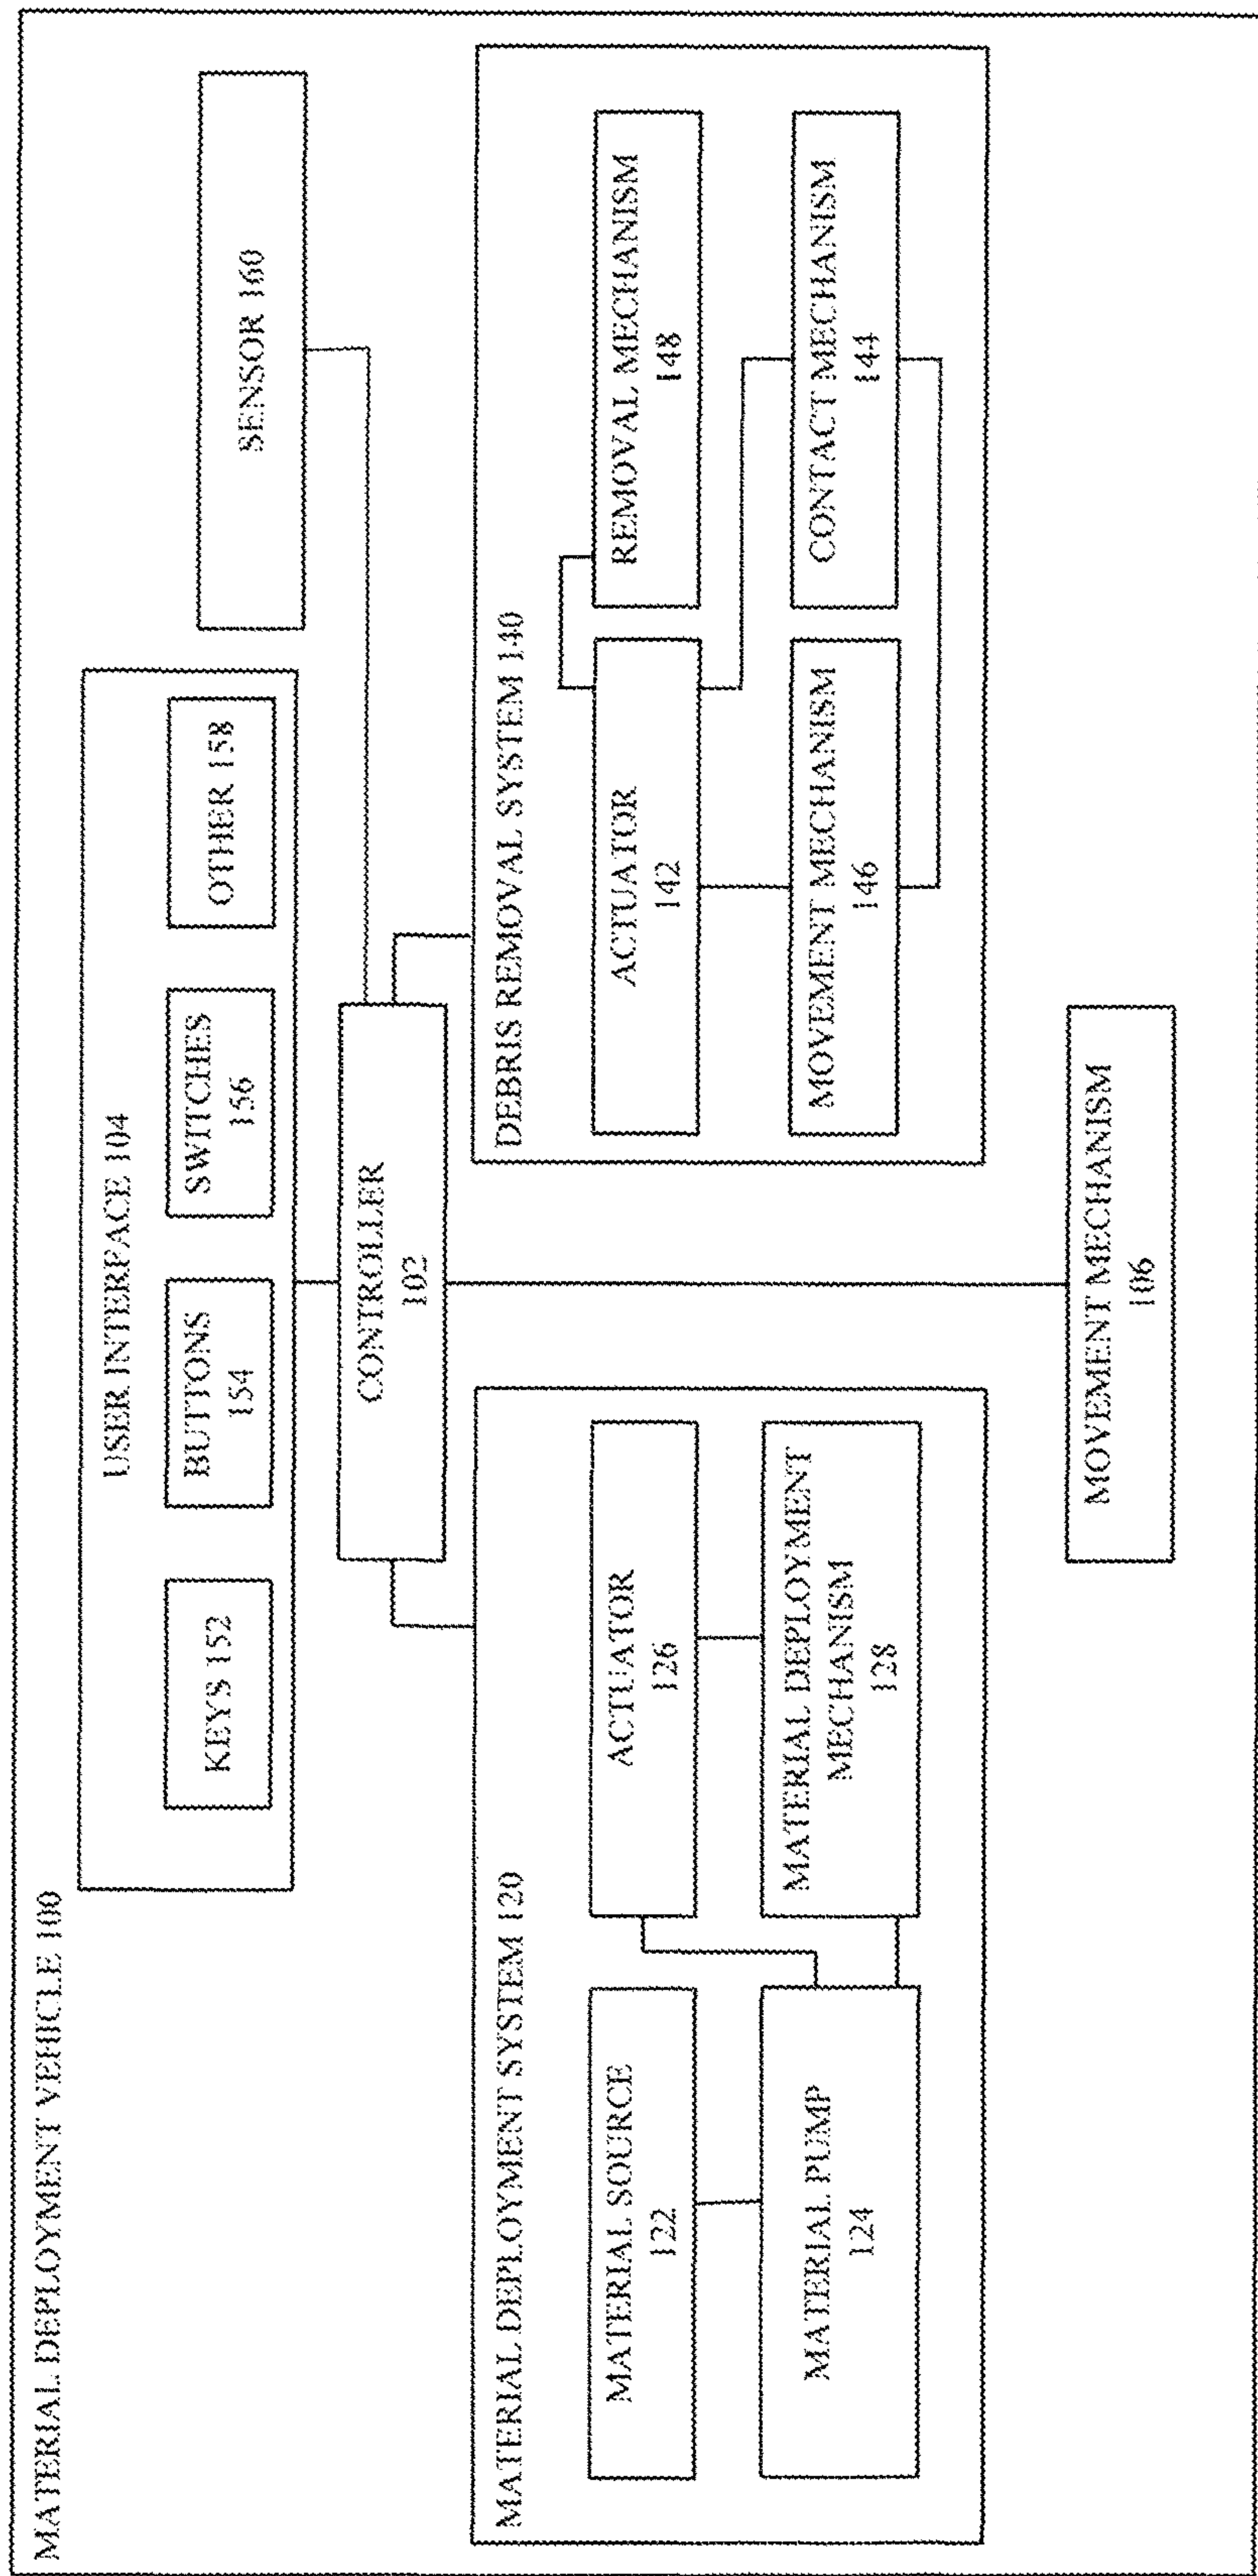 MATERIAL DEPLOYMENT VEHICLE 100
USER INTERFACE 104
KEYS 152
BUTTONS
154
SWITCHES
156
OTHER 158
SENSOR 160
CONTROLLER
102
MATERIAL DEPLOYMENT SYSTEM 120
MATERIAL SOURCE
122
ACTUATOR
126
MATERIAL PUMP
124
MATERIAL DEPLOYMENT
MECHANISM
128
DEBRIS REMOVAL SYSTEM 140
ACTUATOR
142
REMOVAL MECHANISM
148
MOVEMENT MECHANISM
146
CONTACT MECHANISM
144
MOVEMENT MECHANISM
106